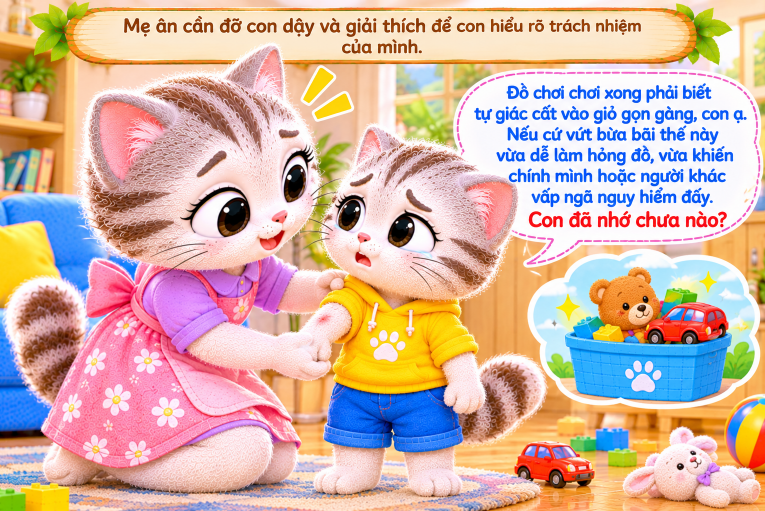 Mẹ ân cần đỡ con dậy và giải thích để con hiểu rõ trách nhiệm
của mình.
Đồ chơi chơi xong phải biết
tự giác cất vào giỏ gọn gàng, con ạ.
Nếu cứ vứt bừa bãi thế này
vừa dễ làm hỏng đồ, vừa khiến
chính mình hoặc người khác
vấp ngã nguy hiểm đấy.
Con đã nhớ chưa nào?